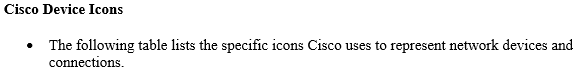 Cisco Device Icons
• The following table lists the specific icons Cisco uses to represent network devices and
connections.